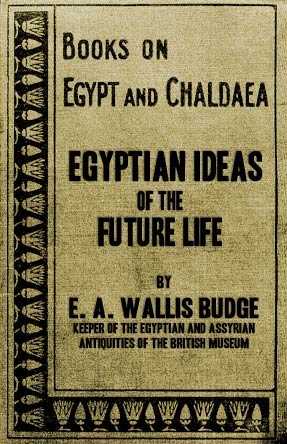 BOOKS ON
EGYPT AND CHALDAEA
EGYPTIAN IDEAS
OF THE
FUTURE LIFE
BY
E. A. WALLIS BUDGE
KEEPER OF THE EGYPTIAN AND ASSYRIAN
ANTIQUITIES OF THE BRITISH MUSEUM